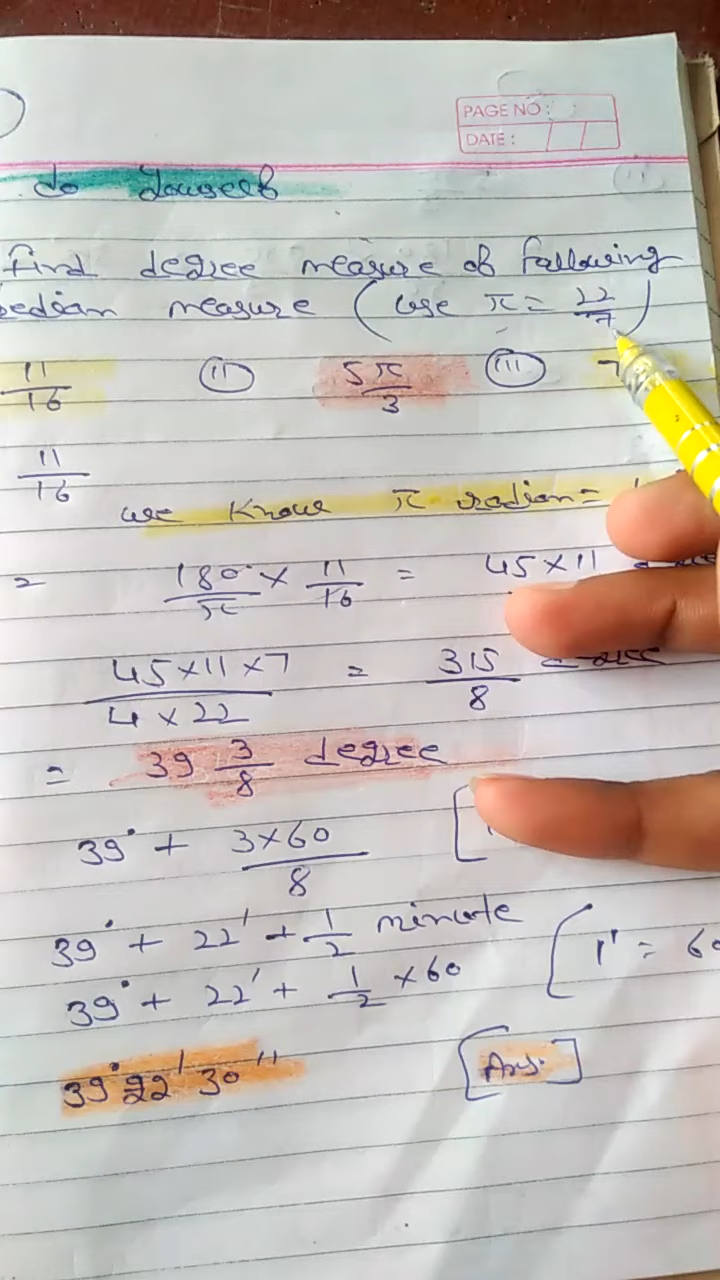 PAGE NO :
DATE :
do yourself
find degree measure of following
redian measure ( use π = 22/7 )
11/16 (ii) 5π/3 (iii)
11/16
we know π radian =
= 180°/π × 11/16 = 45 × 11
45 × 11 × 7 / 4 × 22 = 315/8
= 39 3/8 degree
39° + 3×60/8 [
39° + 22' + 1/2 minute
39° + 22' + 1/2 × 60 [ 1' = 60
39° 22' 30'' [Ans.]